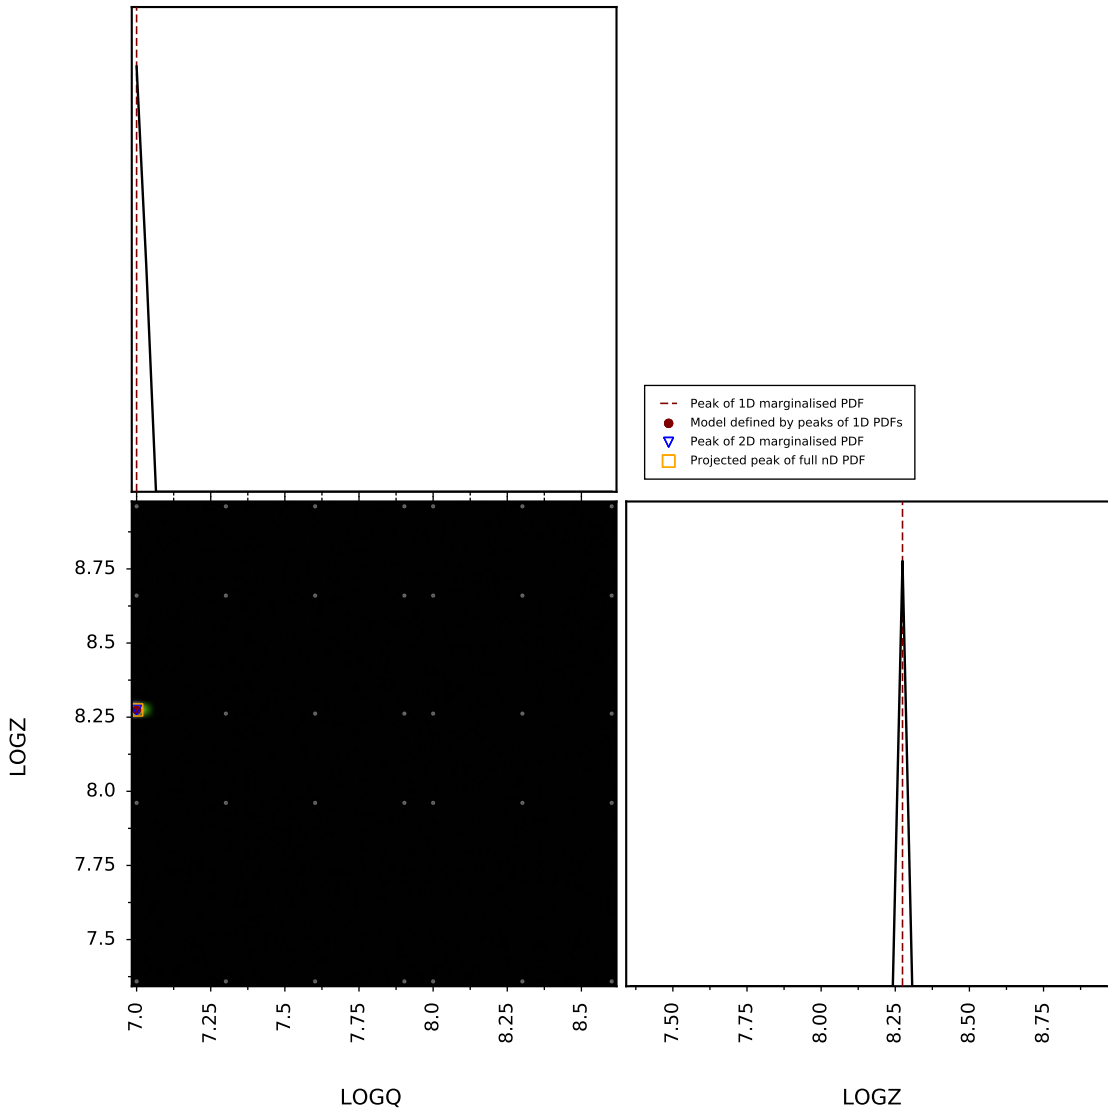 Peak of 1D marginalised PDF
Model defined by peaks of 1D PDFs
Peak of 2D marginalised PDF
Projected peak of full nD PDF
LOGZ
8.75
8.5
8.25
8.0
7.75
7.5
7.0 7.25 7.5 7.75 8.0 8.25 8.5
7.50 7.75 8.00 8.25 8.50 8.75
LOGQ
LOGZ